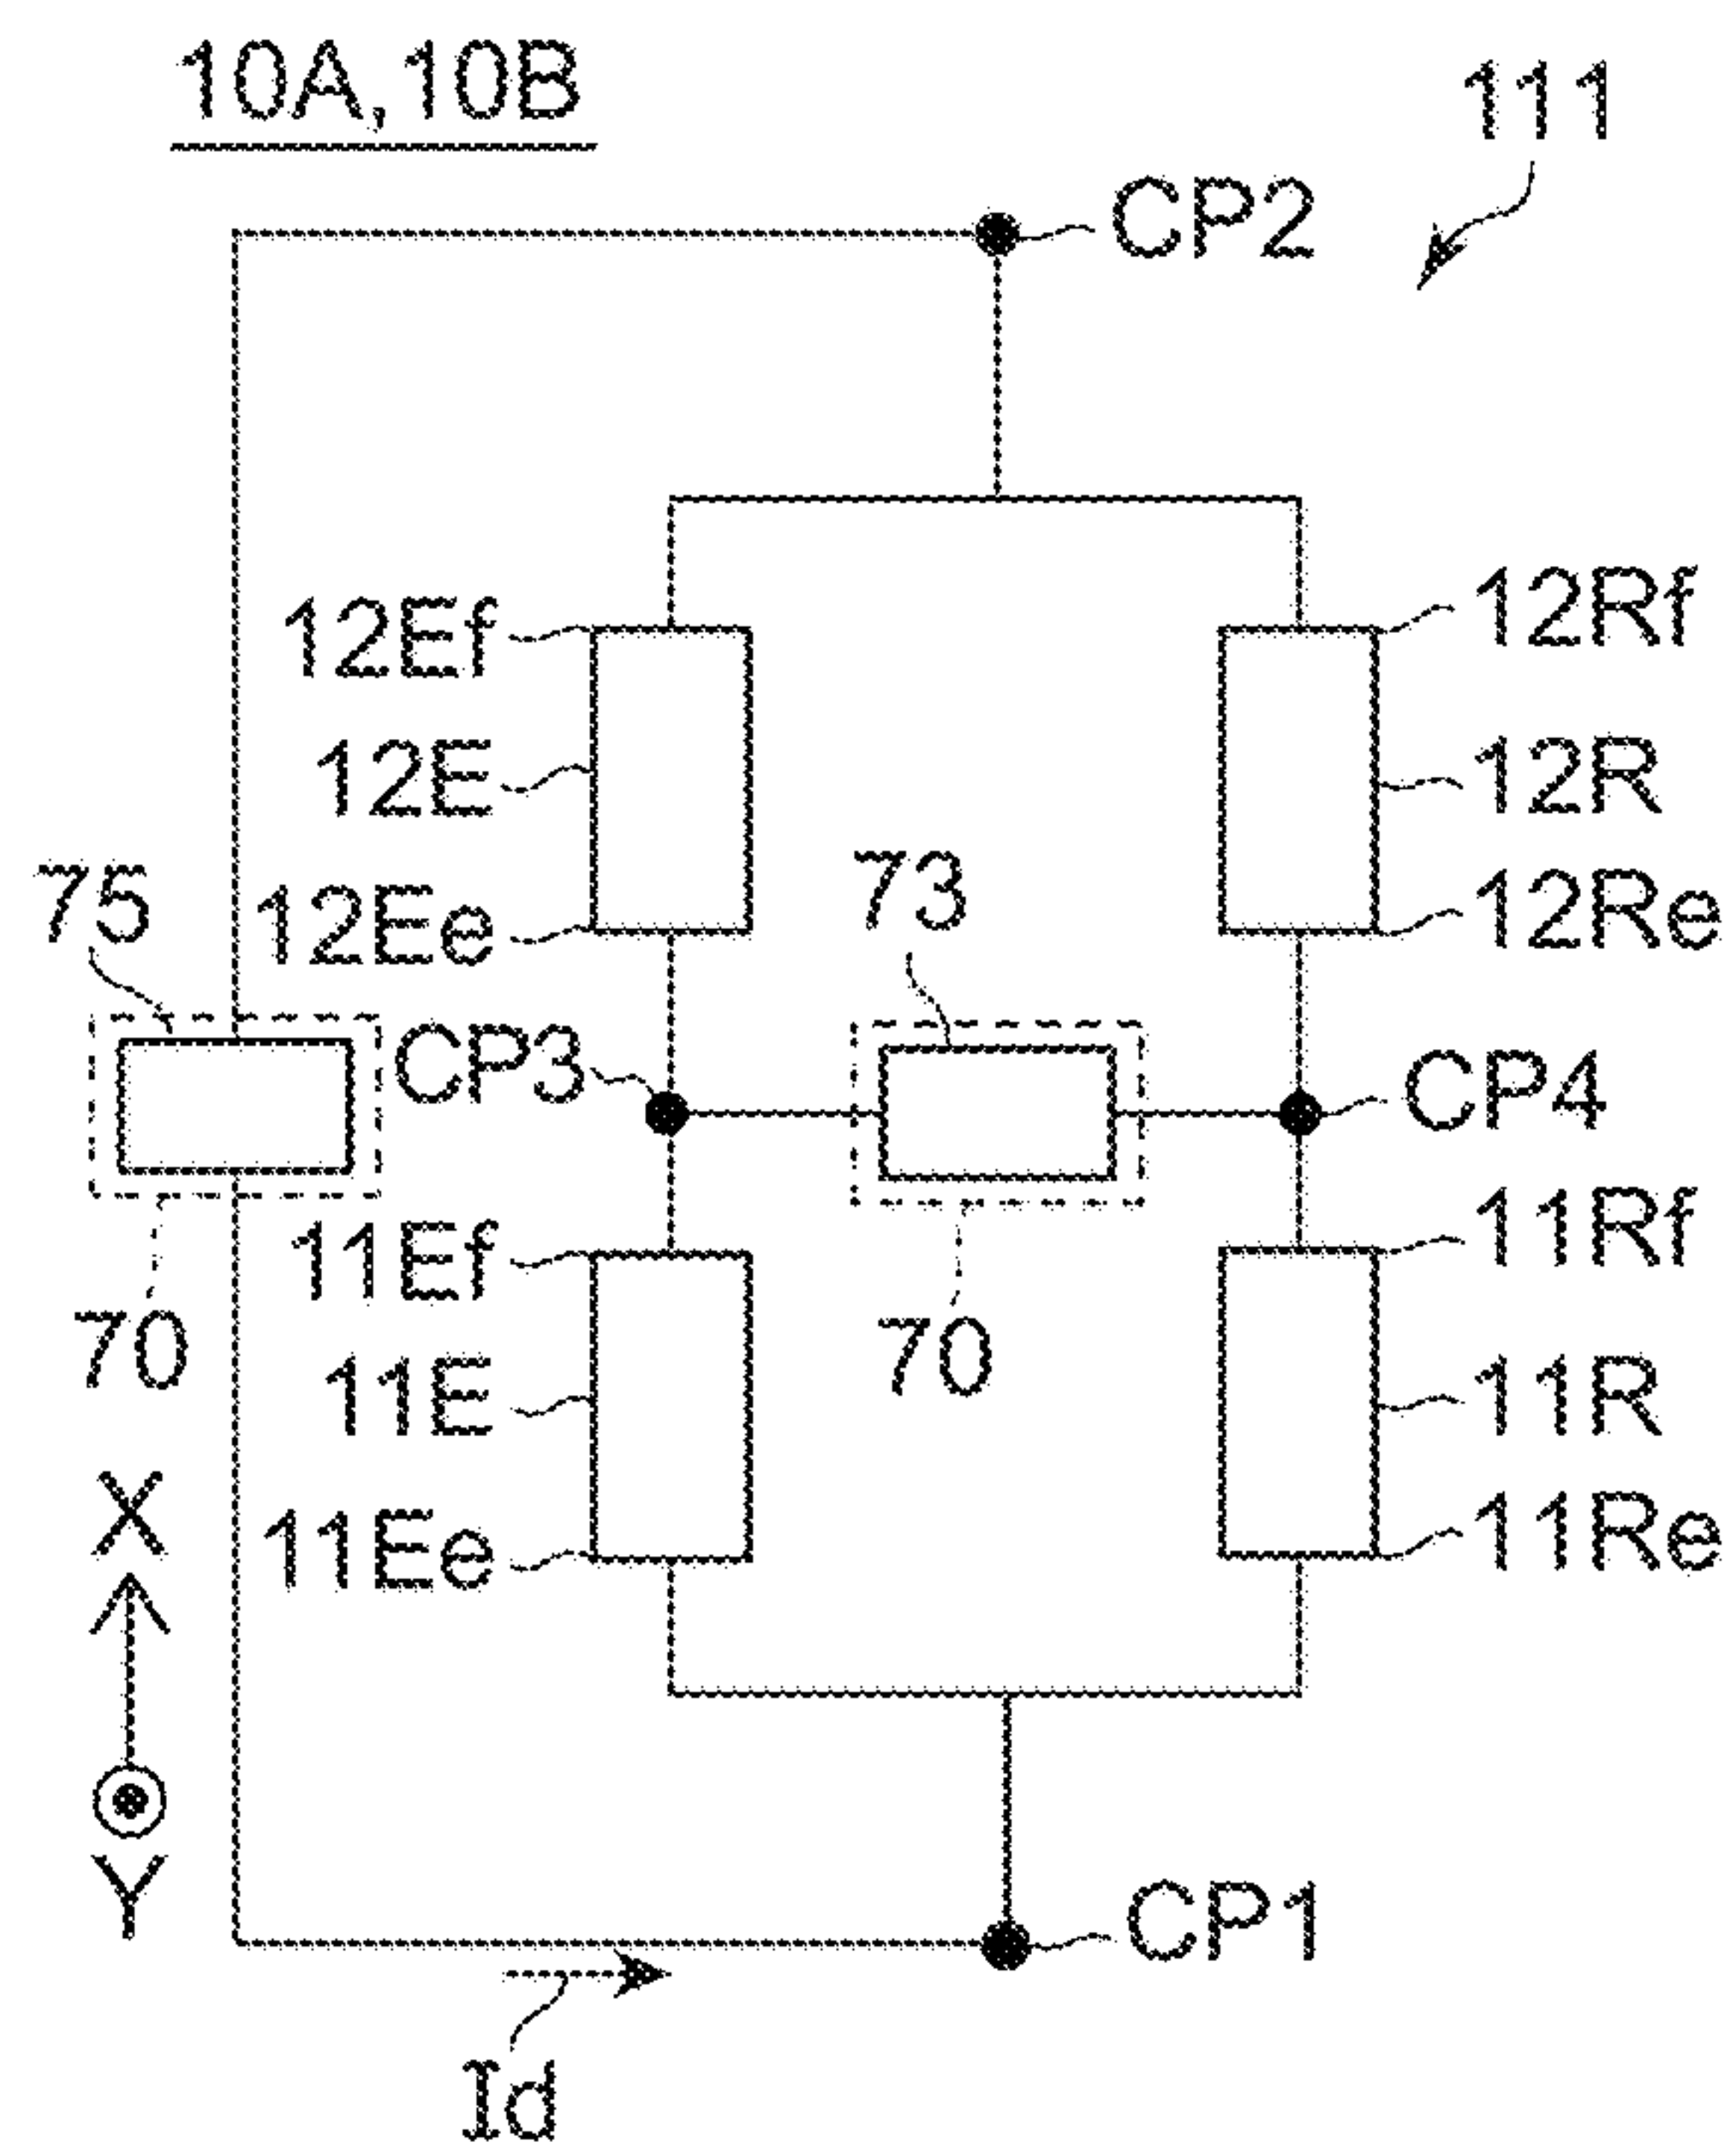 10A,10B
111
CP2
12Ef
12Rf
12E
12R
75
12Ee
73
12Re
CP3
CP4
11Ef
11Rf
70
70
11E
11R
X
11Ee
11Re
Y
CP1
Id